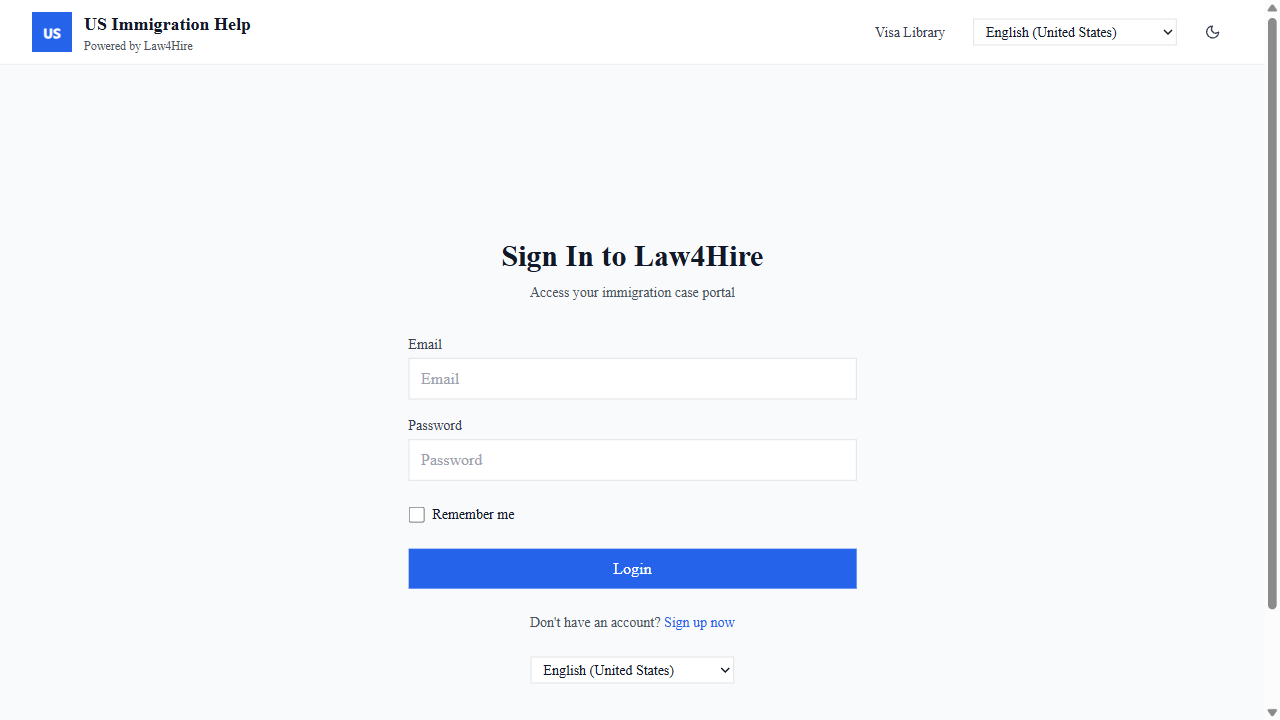 US
US Immigration Help
Powered by Law4Hire
Visa Library
English (United States)
Sign In to Law4Hire
Access your immigration case portal
Email
Email
Password
Password
Remember me
Login
Don't have an account? Sign up now
English (United States)